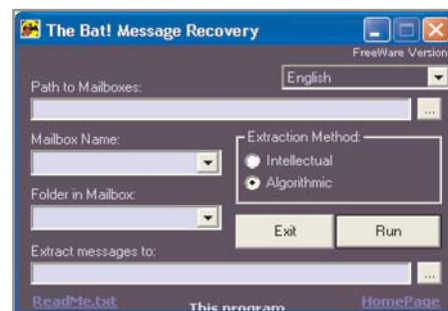 The Bat! Message Recovery
FreeWare Version
English
Path to Mailboxes:
...
Mailbox Name:
Extraction Method:
Intellectual
Algorithmic
Folder in Mailbox:
Exit
Run
Extract messages to:
...
ReadMe.txt
This program
HomePage